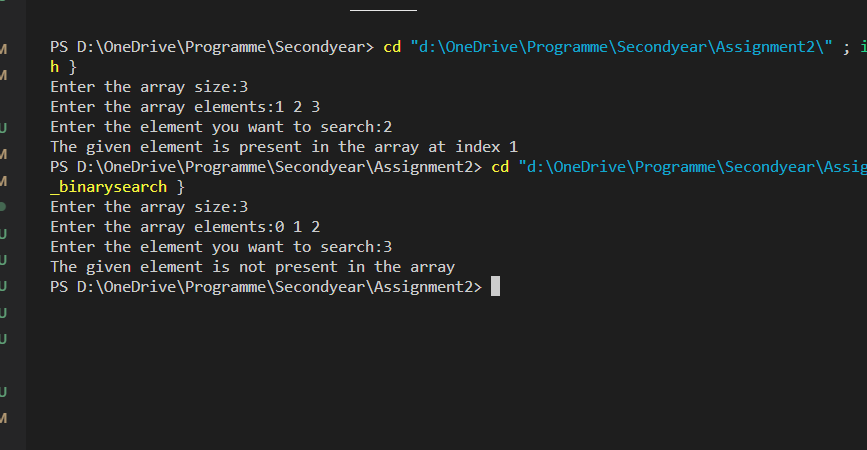 PS D:\OneDrive\Programme\Secondyear> cd "d:\OneDrive\Programme\Secondyear\Assignment2\" ; i
h }
Enter the array size:3
Enter the array elements:1 2 3
Enter the element you want to search:2
The given element is present in the array at index 1
PS D:\OneDrive\Programme\Secondyear\Assignment2> cd "d:\OneDrive\Programme\Secondyear\Assig
_binarysearch }
Enter the array size:3
Enter the array elements:0 1 2
Enter the element you want to search:3
The given element is not present in the array
PS D:\OneDrive\Programme\Secondyear\Assignment2>
M
M
U
M
M
U
U
U
U
U
U
M